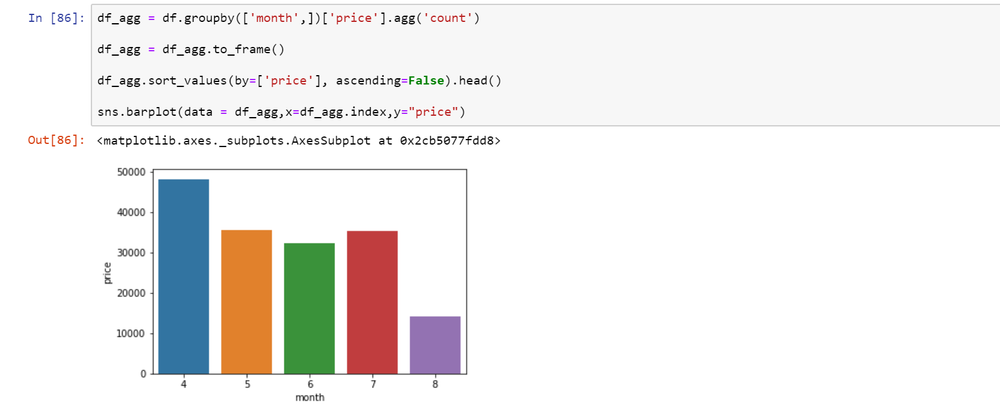 In [86]: df_agg = df.groupby(['month',])['price'].agg('count')
df_agg = df_agg.to_frame()
df_agg.sort_values(by=['price'], ascending=False).head()
sns.barplot(data = df_agg,x=df_agg.index,y="price")
Out[86]: <matplotlib.axes._subplots.AxesSubplot at 0x2cb5077fdd8>
50000
40000
30000
20000
10000
0
price
4 5 6 7 8
month